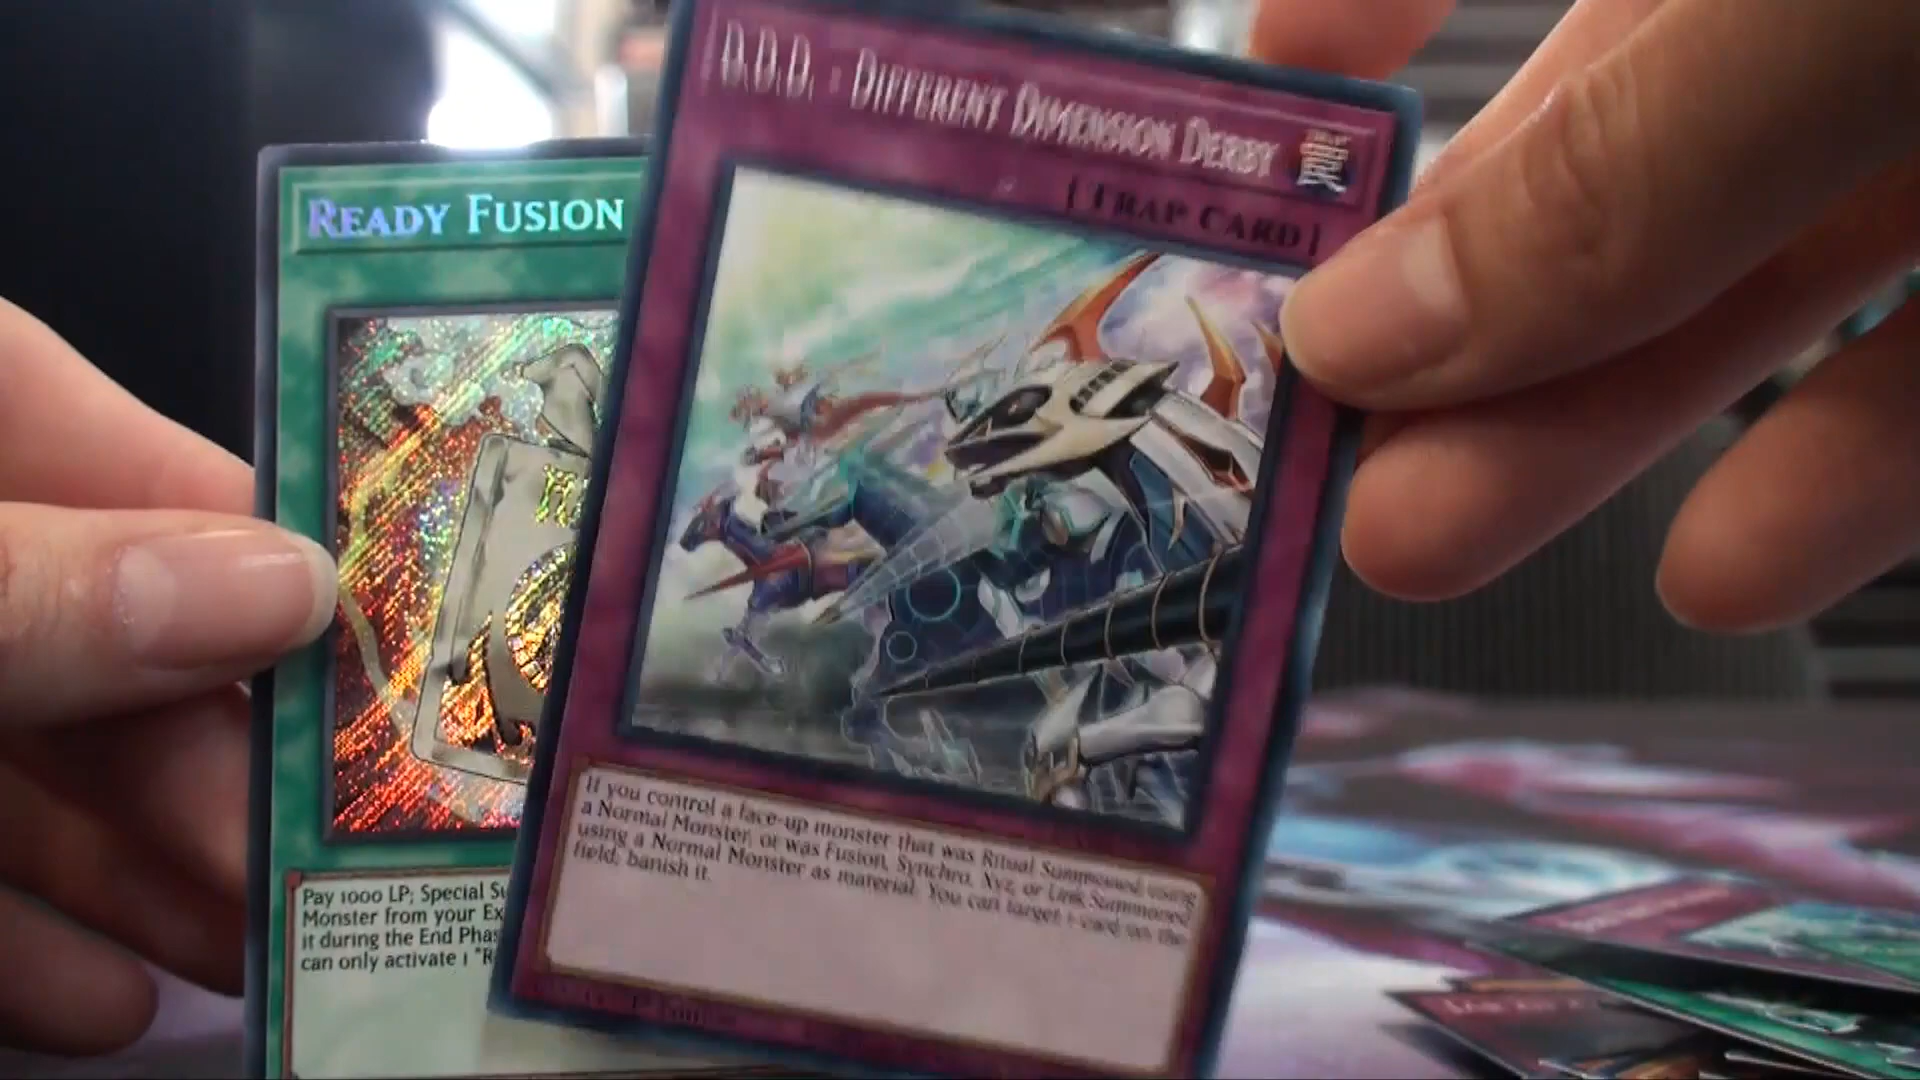 D.D.D. - Different Dimension Derby
罠
[Trap Card]
If you control a face-up monster that was Ritual Summoned using
a Normal Monster, or was Fusion, Synchro, Xyz, or Link Summoned
using a Normal Monster as material: You can target 1 card on the
field; banish it.
1st Edition
Ready Fusion
Pay 1000 LP; Special
Monster from your
it during the End
can only activate 1